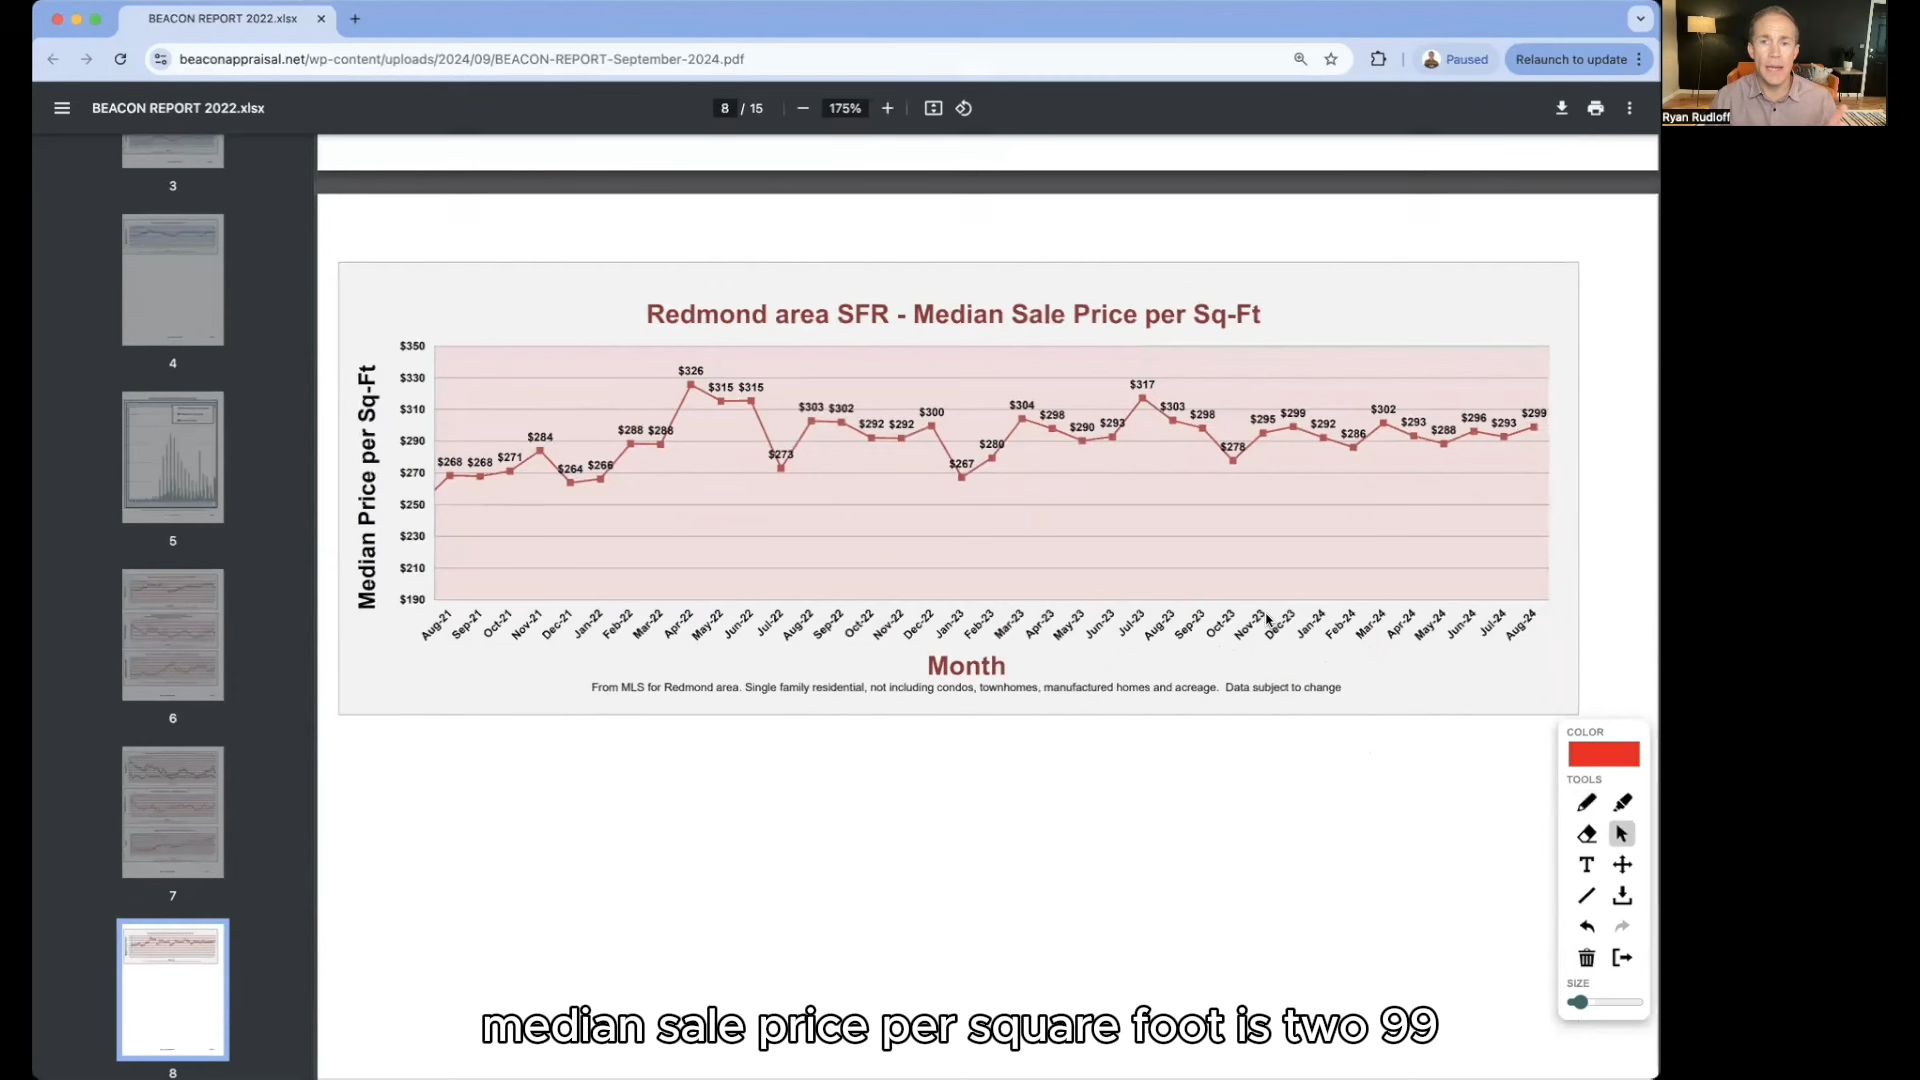 BEACON REPORT 2022.xlsx
beaconappraisal.net/wp-content/uploads/2024/09/BEACON-REPORT-September-2024.pdf
Paused
Relaunch to update
BEACON REPORT 2022.xlsx
8 / 15
175%
Ryan Rudloff
3
4
5
6
7
8
Redmond area SFR - Median Sale Price per Sq-Ft
Median Price per Sq-Ft
$350
$330
$310
$290
$270
$250
$230
$210
$190
$268 $268 $271 $284 $264 $266 $288 $288 $326 $315 $315 $273 $303 $302 $292 $292 $300 $267 $280 $304 $298 $290 $293 $317 $303 $298 $278 $295 $299 $292 $286 $302 $293 $288 $296 $293 $299
Aug-21 Sep-21 Oct-21 Nov-21 Dec-21 Jan-22 Feb-22 Mar-22 Apr-22 May-22 Jun-22 Jul-22 Aug-22 Sep-22 Oct-22 Nov-22 Dec-22 Jan-23 Feb-23 Mar-23 Apr-23 May-23 Jun-23 Jul-23 Aug-23 Sep-23 Oct-23 Nov-23 Dec-23 Jan-24 Feb-24 Mar-24 Apr-24 May-24 Jun-24 Jul-24 Aug-24
Month
From MLS for Redmond area. Single family residential, not including condos, townhomes, manufactured homes and acreage. Data subject to change
COLOR
TOOLS
T
SIZE
median sale price per square foot is two 99